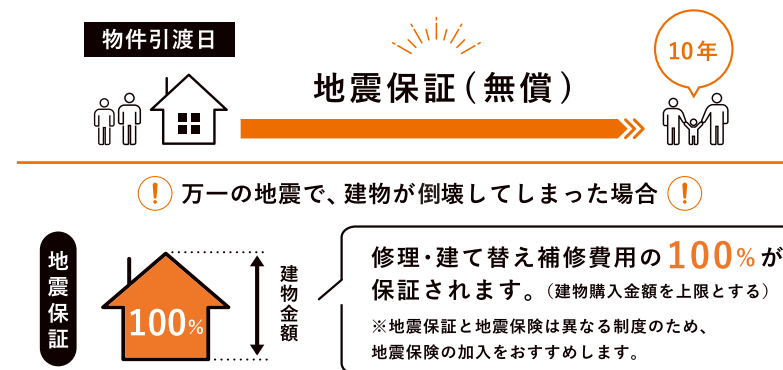 物件引渡日
地震保証(無償)
10年
! 万一の地震で、建物が倒壊してしまった場合 !
地震保証
100%
建物金額
修理・建て替え補修費用の100%が
保証されます。(建物購入金額を上限とする)
※地震保証と地震保険は異なる制度のため、
地震保険の加入をおすすめします。